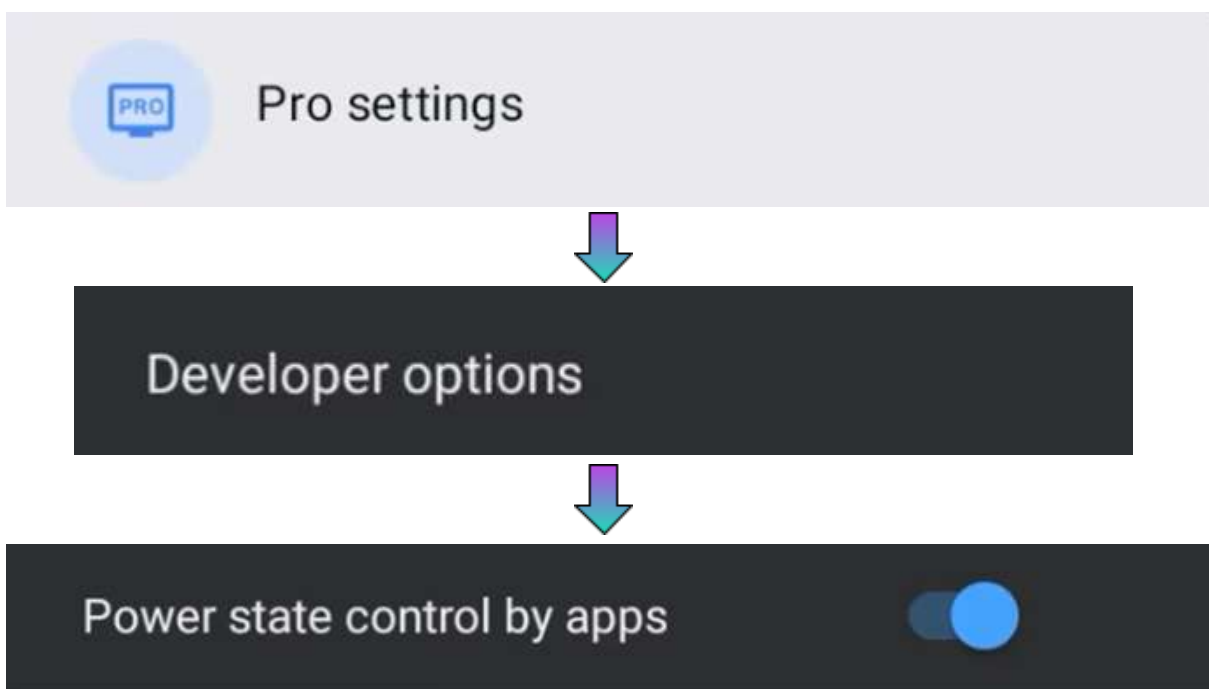 PRO
Pro settings
Developer options
Power state control by apps